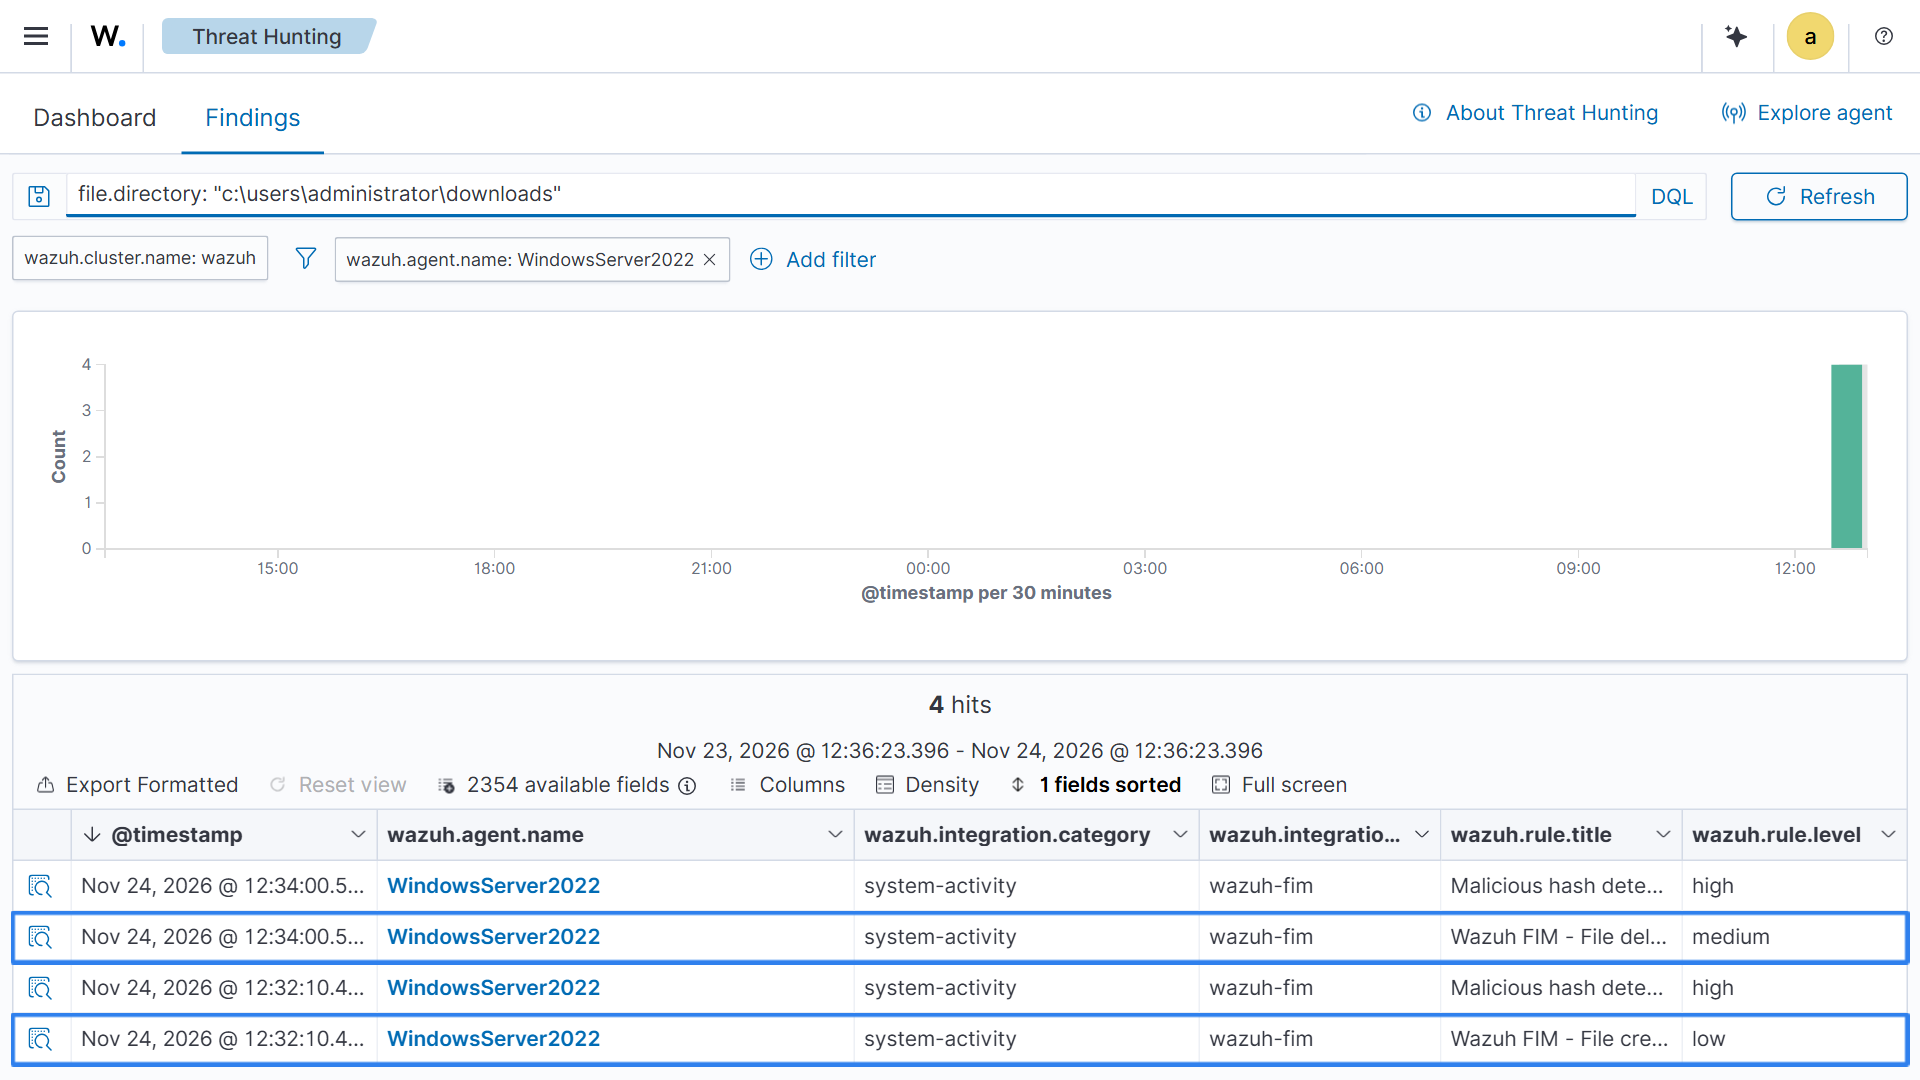 W. Threat Hunting a
Dashboard Findings About Threat Hunting Explore agent
file.directory: "c:\users\administrator\downloads" DQL Refresh
wazuh.cluster.name: wazuh wazuh.agent.name: WindowsServer2022 Add filter
4
3
2
1
0
Count
15:00 18:00 21:00 00:00 03:00 06:00 09:00 12:00
@timestamp per 30 minutes
4 hits
Nov 23, 2026 @ 12:36:23.396 - Nov 24, 2026 @ 12:36:23.396
Export Formatted Reset view 2354 available fields Columns Density 1 fields sorted Full screen
@timestamp wazuh.agent.name wazuh.integration.category wazuh.integratio... wazuh.rule.title wazuh.rule.level
Nov 24, 2026 @ 12:34:00.5... WindowsServer2022 system-activity wazuh-fim Malicious hash dete... high
Nov 24, 2026 @ 12:34:00.5... WindowsServer2022 system-activity wazuh-fim Wazuh FIM - File del... medium
Nov 24, 2026 @ 12:32:10.4... WindowsServer2022 system-activity wazuh-fim Malicious hash dete... high
Nov 24, 2026 @ 12:32:10.4... WindowsServer2022 system-activity wazuh-fim Wazuh FIM - File cre... low